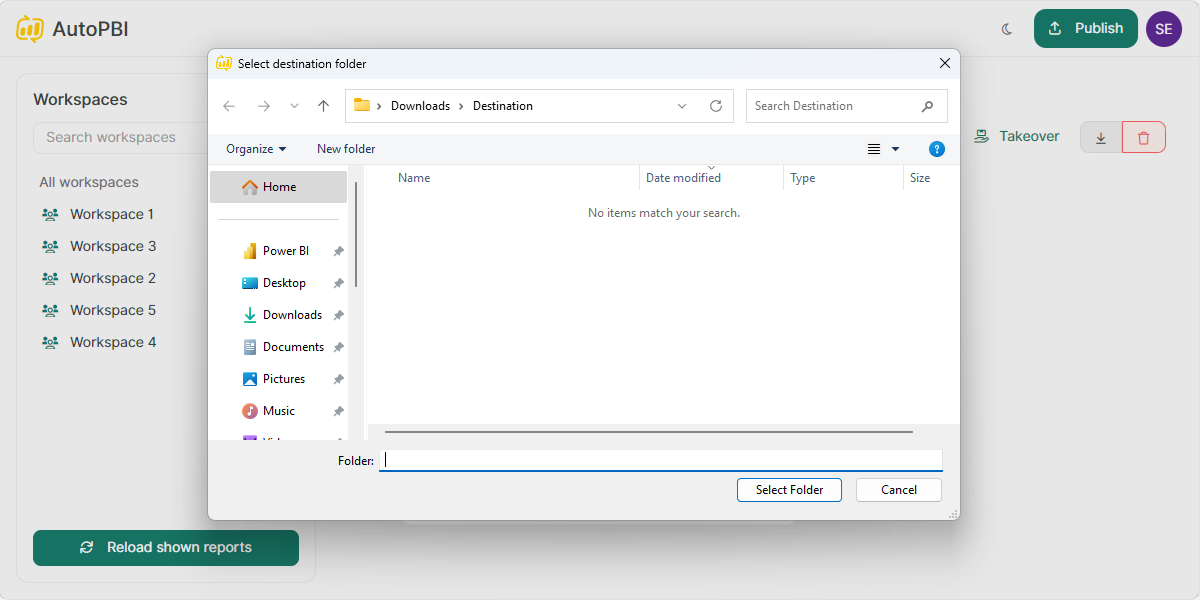 AutoPBI
Publish
SE
Select destination folder
Workspaces
Search workspaces
All workspaces
Workspace 1
Workspace 3
Workspace 2
Workspace 5
Workspace 4
Reload shown reports
Downloads
Destination
Search Destination
Organize
New folder
?
Home
Power BI
Desktop
Downloads
Documents
Pictures
Music
Name
Date modified
Type
Size
No items match your search.
Folder:
Select Folder
Cancel
Takeover